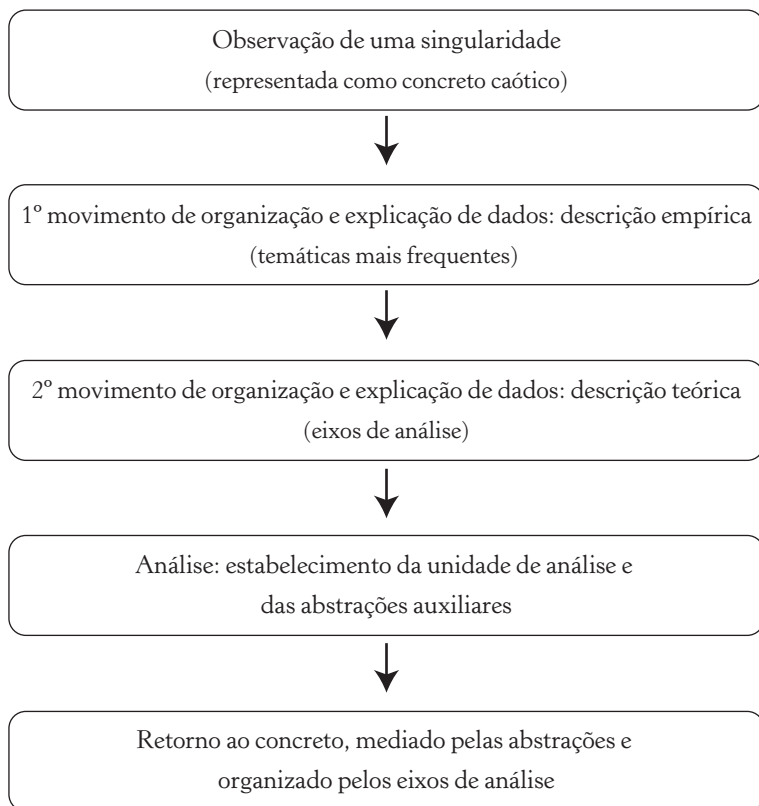 Observação de uma singularidade
(representada como concreto caótico)
1º movimento de organização e explicação de dados: descrição empírica
(temáticas mais frequentes)
2º movimento de organização e explicação de dados: descrição teórica
(eixos de análise)
Análise: estabelecimento da unidade de análise e
das abstrações auxiliares
Retorno ao concreto, mediado pelas abstrações e
organizado pelos eixos de análise